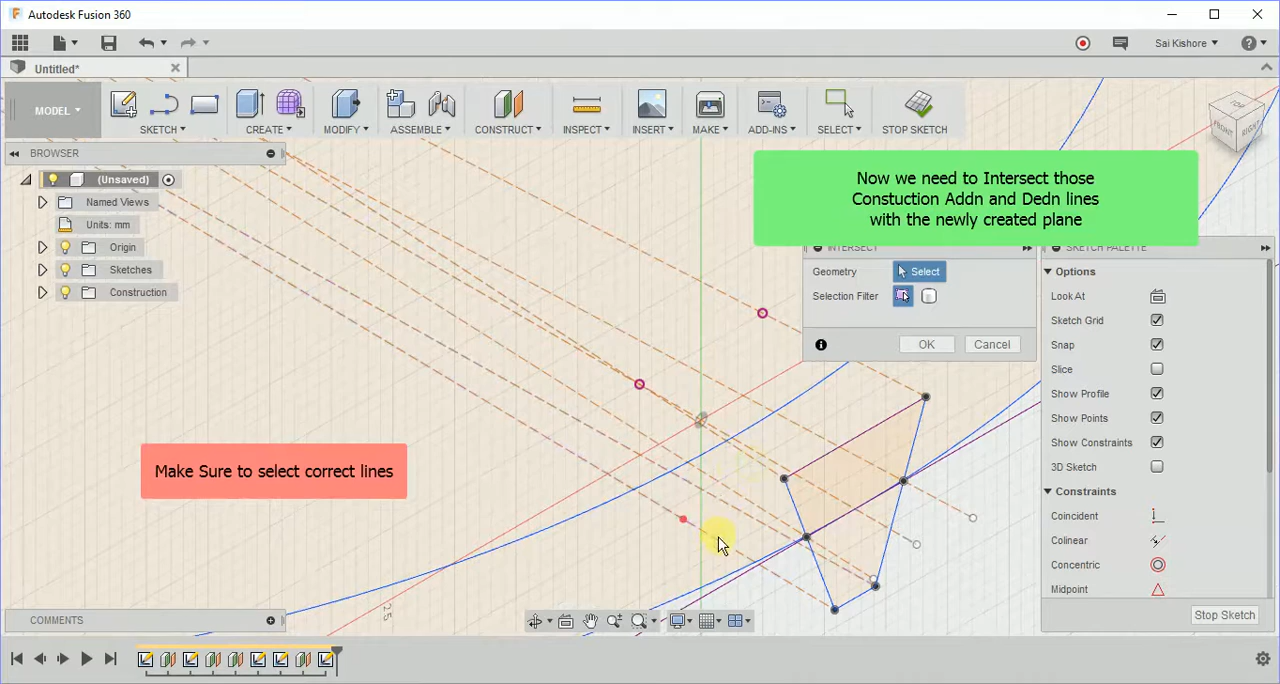 Autodesk Fusion 360
Sai Kishore
Untitled*
MODEL
SKETCH
CREATE
MODIFY
ASSEMBLE
CONSTRUCT
INSPECT
INSERT
MAKE
ADD-INS
SELECT
STOP SKETCH
TOP
FRONT
RIGHT
BROWSER
(Unsaved)
Named Views
Units: mm
Origin
Sketches
Construction
Now we need to Intersect those
Constuction Addn and Dedn lines
with the newly created plane
INTERSECT
Geometry
Select
Selection Filter
OK
Cancel
SKETCH PALETTE
Options
Look At
Sketch Grid
Snap
Slice
Show Profile
Show Points
Show Constraints
3D Sketch
Constraints
Coincident
Colinear
Concentric
Midpoint
Stop Sketch
Make Sure to select correct lines
25
COMMENTS